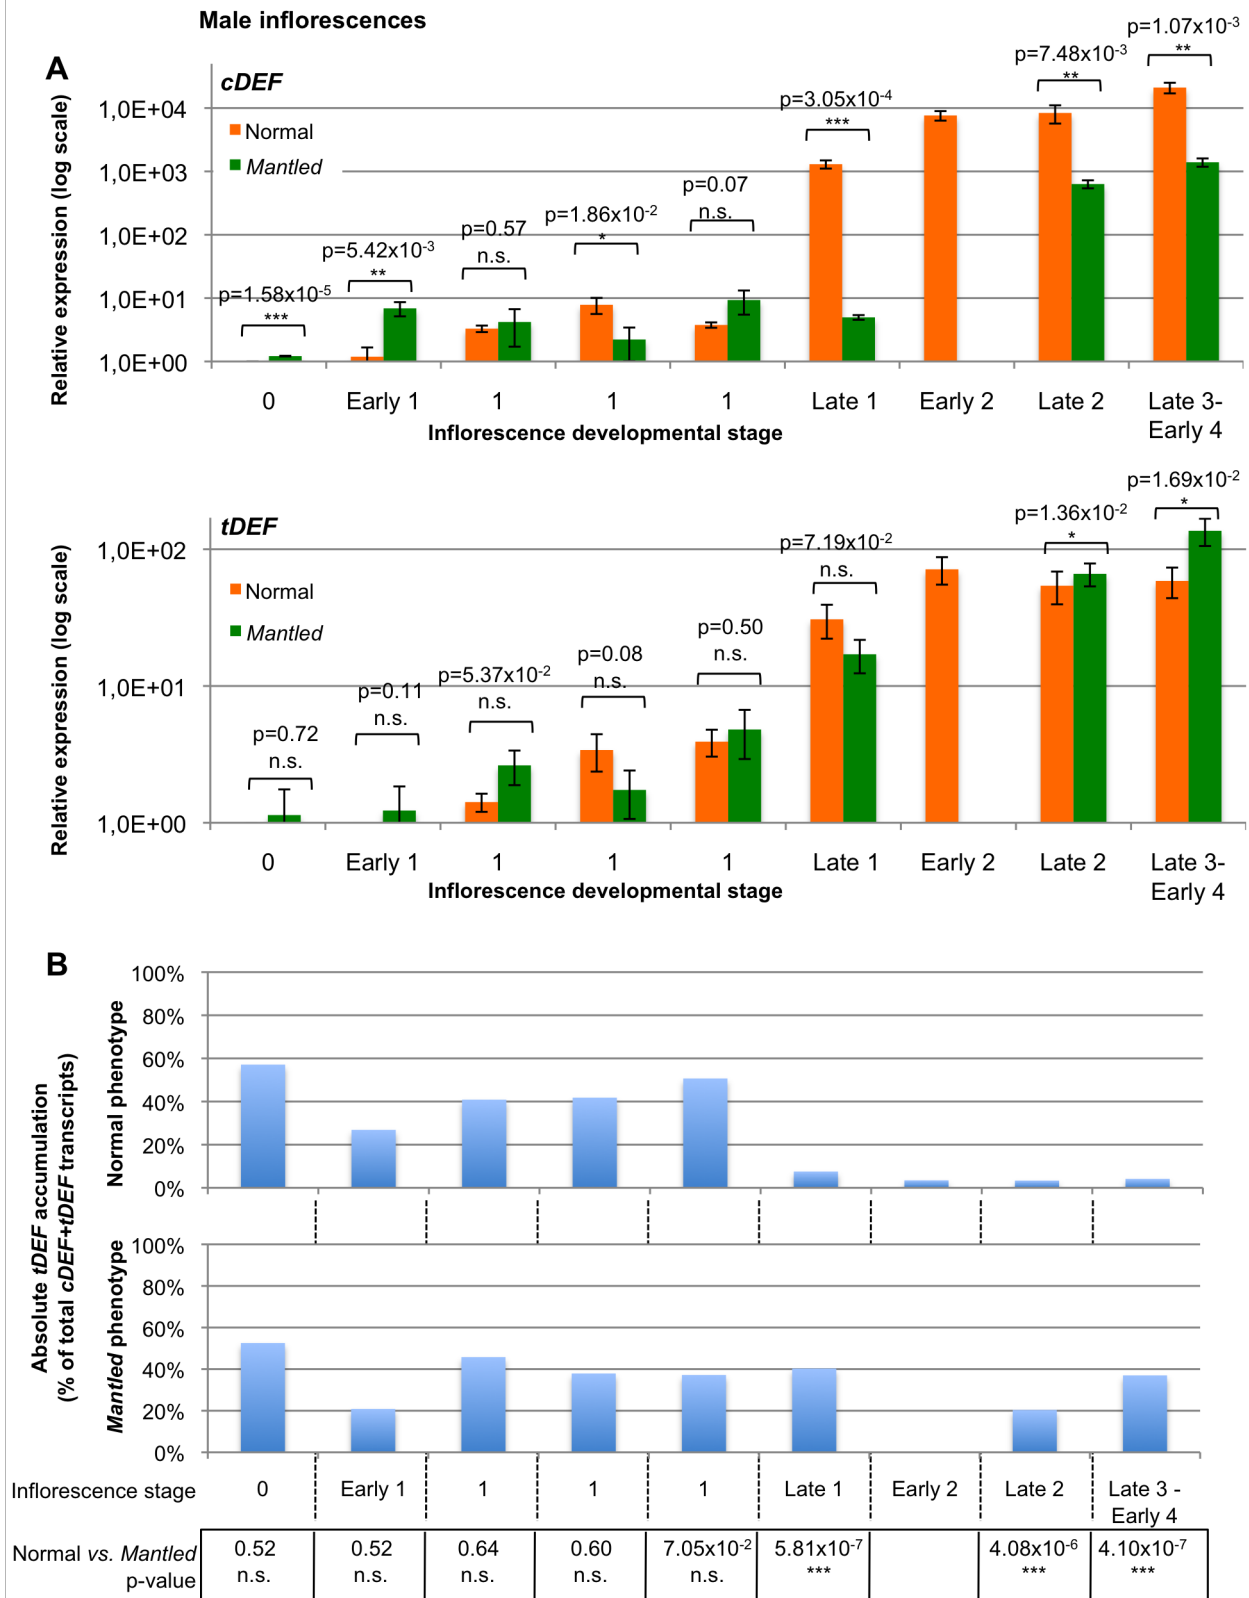 Male inflorescences
A
cDEF
Normal
Mantled
Relative expression (log scale)
1,0E+04
1,0E+03
1,0E+02
1,0E+01
1,0E+00
p=1.58x10-5
***
p=5.42x10-3
**
p=0.57
n.s.
p=1.86x10-2
*
p=0.07
n.s.
p=3.05x10-4
***
p=7.48x10-3
**
p=1.07x10-3
**
0 Early 1 1 1 1 Late 1 Early 2 Late 2 Late 3-
Early 4
Inflorescence developmental stage
tDEF
Normal
Mantled
Relative expression (log scale)
1,0E+02
1,0E+01
1,0E+00
p=0.72
n.s.
p=0.11
n.s.
p=5.37x10-2
n.s.
p=0.08
n.s.
p=0.50
n.s.
p=7.19x10-2
n.s.
p=1.36x10-2
*
p=1.69x10-2
*
0 Early 1 1 1 1 Late 1 Early 2 Late 2 Late 3-
Early 4
Inflorescence developmental stage
B
Absolute tDEF accumulation
(% of total cDEF+tDEF transcripts)
Normal phenotype
100%
80%
60%
40%
20%
0%
Mantled phenotype
100%
80%
60%
40%
20%
0%
Inflorescence stage 0 Early 1 1 1 1 Late 1 Early 2 Late 2 Late 3 -
Early 4
Normal vs. Mantled 0.52 0.52 0.64 0.60 7.05x10-2 5.81x10-7 4.08x10-6 4.10x10-7
p-value n.s. n.s. n.s. n.s. n.s. *** *** ***